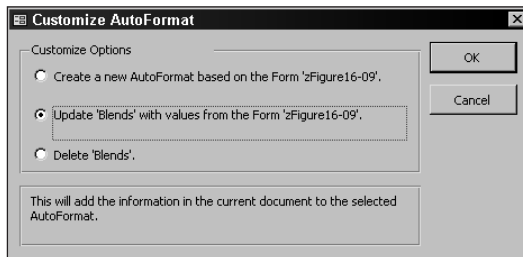 Customize AutoFormat
Customize Options
OK
Create a new AutoFormat based on the Form 'zFigure16-09'.
Cancel
Update 'Blends' with values from the Form 'zFigure16-09'.
Delete 'Blends'.
This will add the information in the current document to the selected
AutoFormat.